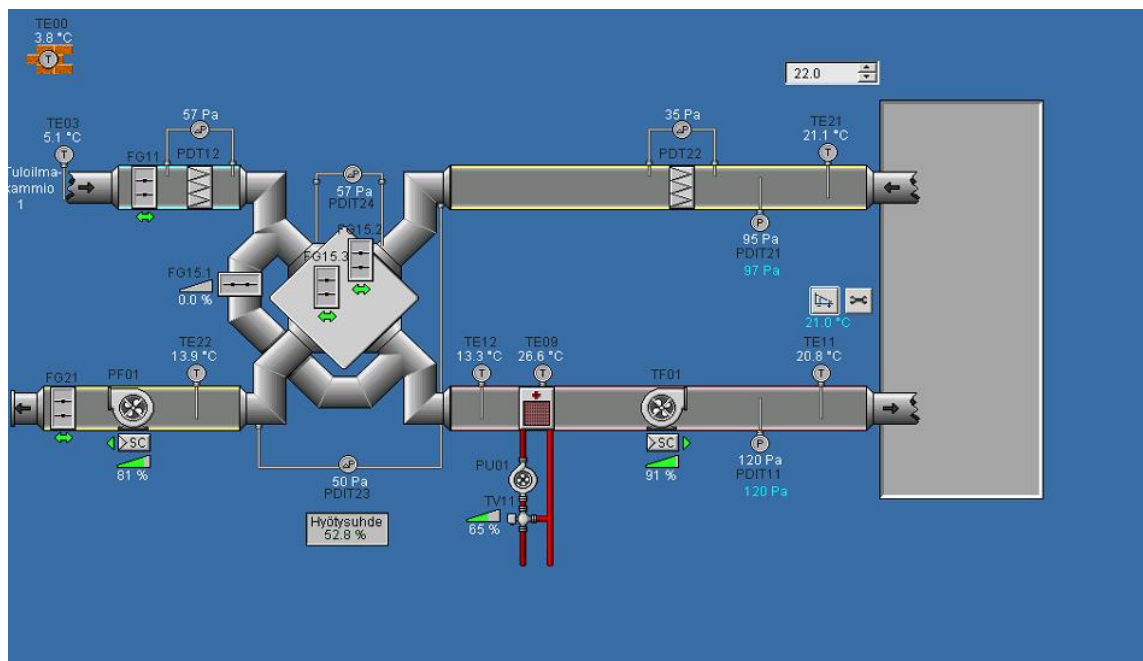 TE00
3.8 °C
T
22.0
57 Pa
35 Pa
TE03
5.1 °C
TE21
21.1 °C
FG11
PDT12
PDT22
T
T
Tuloilma-
kammio
1
57 Pa
PDIT24
FG15.2
FG15.3
P
95 Pa
PDIT21
97 Pa
FG15.1
0.0 %
21.0 °C
TE22
13.9 °C
TE12
13.3 °C
TE09
26.6 °C
TE11
20.8 °C
FG21
PF01
T
T
T
TF01
T
SC
81 %
SC
91 %
P
120 Pa
PDIT11
120 Pa
50 Pa
PDIT23
PU01
TV11
65 %
Hyötysuhde
52.8 %